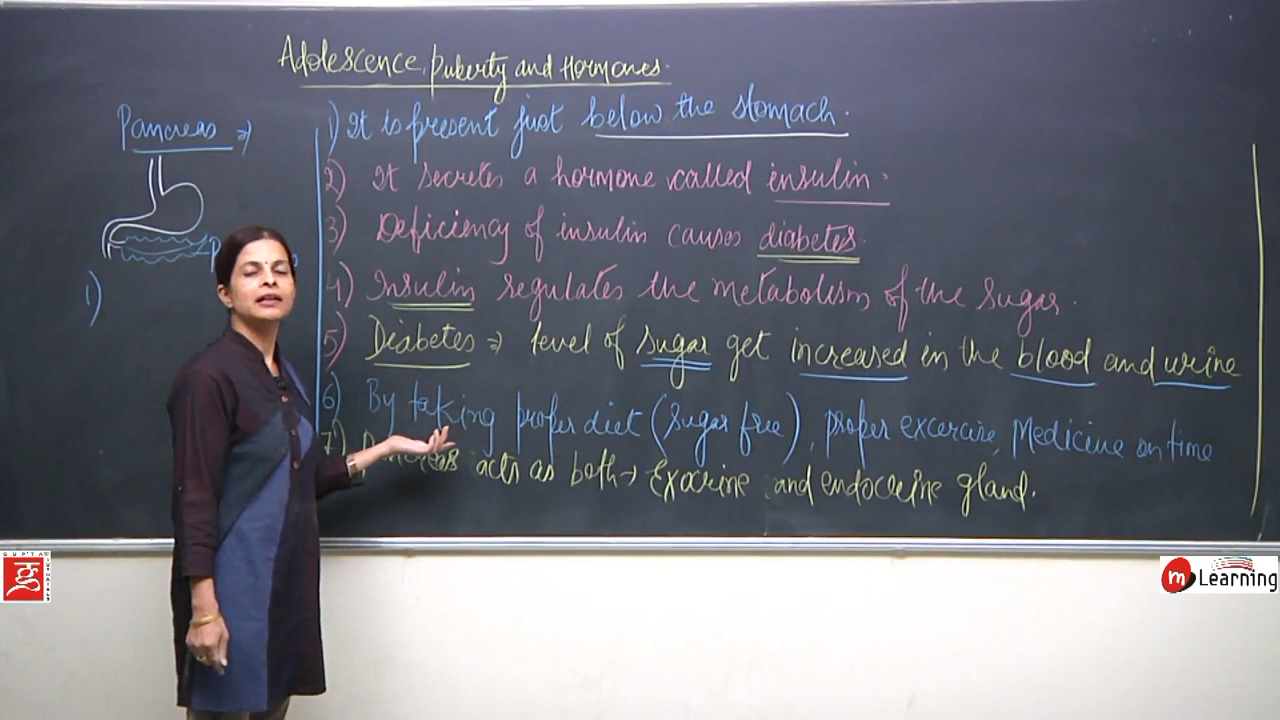 Adolescence, puberty and Hormones.
Pancreas ⇒
1) It is present just below the stomach.
2) It secretes a hormone called insulin.
3) Deficiency of insulin causes diabetes.
4) Insulin regulates the metabolism of the sugar.
5) Diabetes ⇒ level of sugar get increased in the blood and urine
6) By taking proper diet (Sugar free), proper excercise, Medicine on time
7) Pancreas acts as both → Exocrine and endocrine gland.
1)
GUPTA
m Learning